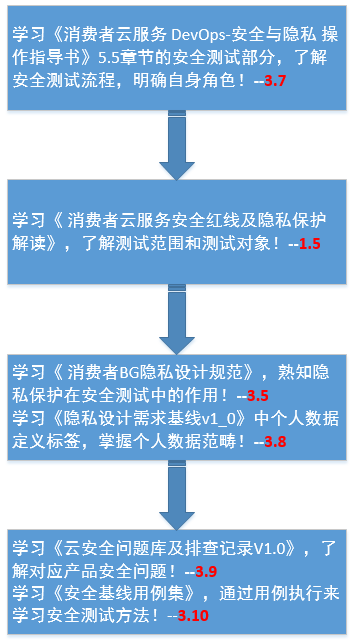 学习《消费者云服务 DevOps-安全与隐私 操
作指导书》5.5章节的安全测试部分，了解
安全测试流程，明确自身角色！--3.7
学习《 消费者云服务安全红线及隐私保护
解读》，了解测试范围和测试对象！--1.5
学习《 消费者BG隐私设计规范》，熟知隐
私保护在安全测试中的作用！--3.5
学习《隐私设计需求基线v1_0》中个人数据
定义标签，掌握个人数据范畴！--3.8
学习《云安全问题库及排查记录V1.0》，了
解对应产品安全问题！--3.9
学习《安全基线用例集》，通过用例执行来
学习安全测试方法！--3.10